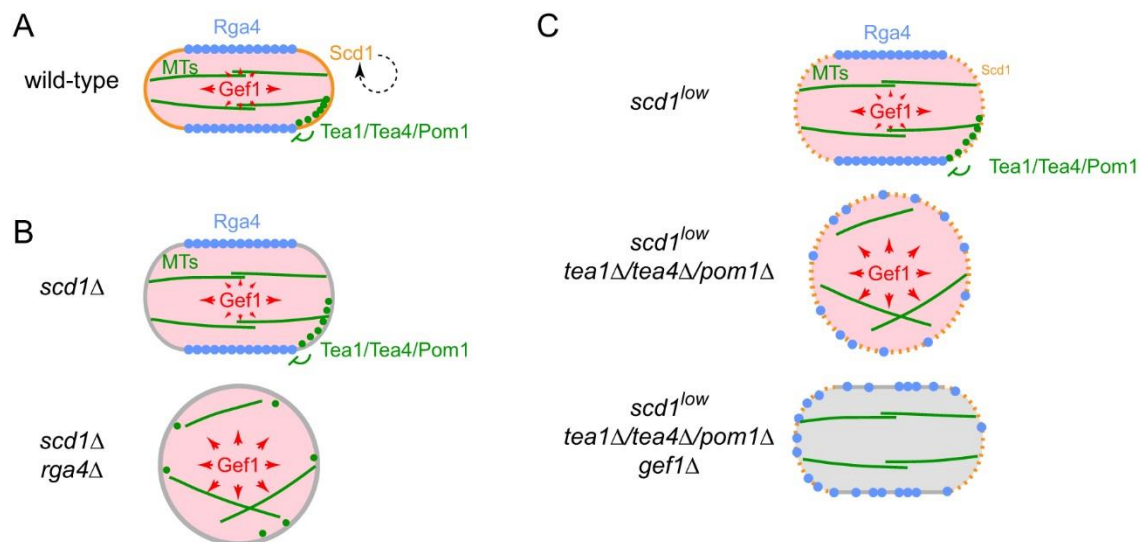 A
Rga4
Scd1
wild-type
MTs
Gef1
Tea1/Tea4/Pom1
B
Rga4
scd1Δ
MTs
Gef1
Tea1/Tea4/Pom1
scd1Δ
rga4Δ
Gef1
C
Rga4
scd1low
MTs
Scd1
Gef1
Tea1/Tea4/Pom1
scd1low
tea1Δ/tea4Δ/pom1Δ
Gef1
scd1low
tea1Δ/tea4Δ/pom1Δ
gef1Δ